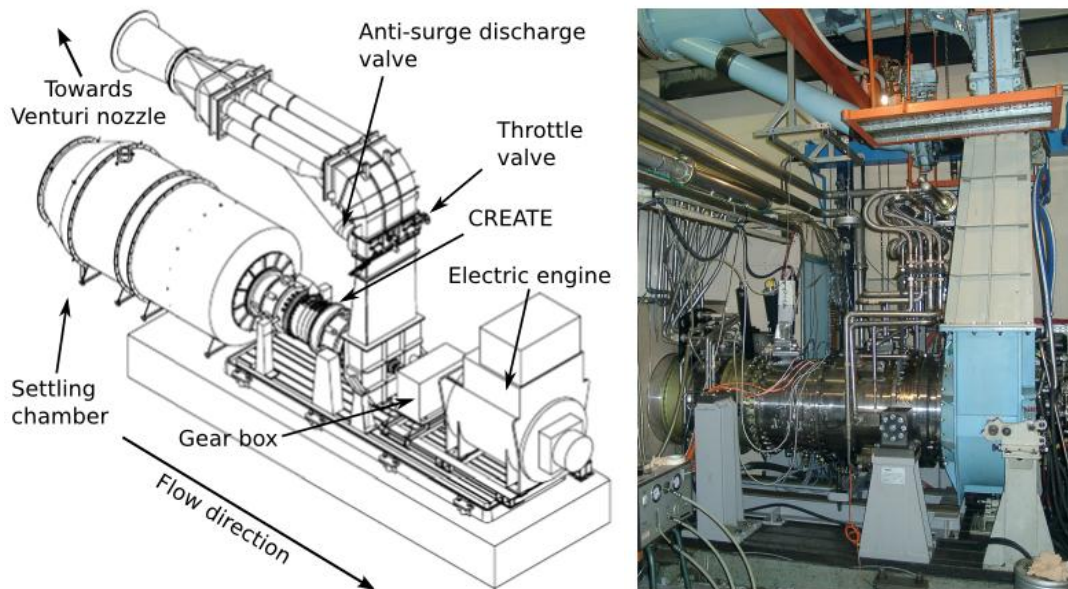 Anti-surge discharge
valve
Towards
Venturi nozzle
Throttle
valve
CREATE
Electric engine
Settling
chamber
Gear box
Flow direction